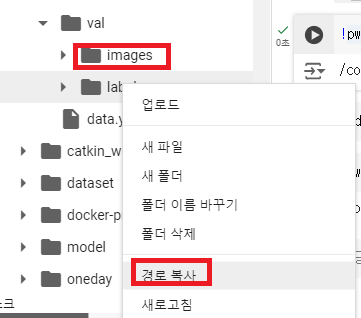 val
images
lab
data.y
catkin_w
dataset
docker-p
model
oneday
업로드
새 파일
새 폴더
폴더 이름 바꾸기
폴더 삭제
경로 복사
새로고침
0초
!pw
/co
스크